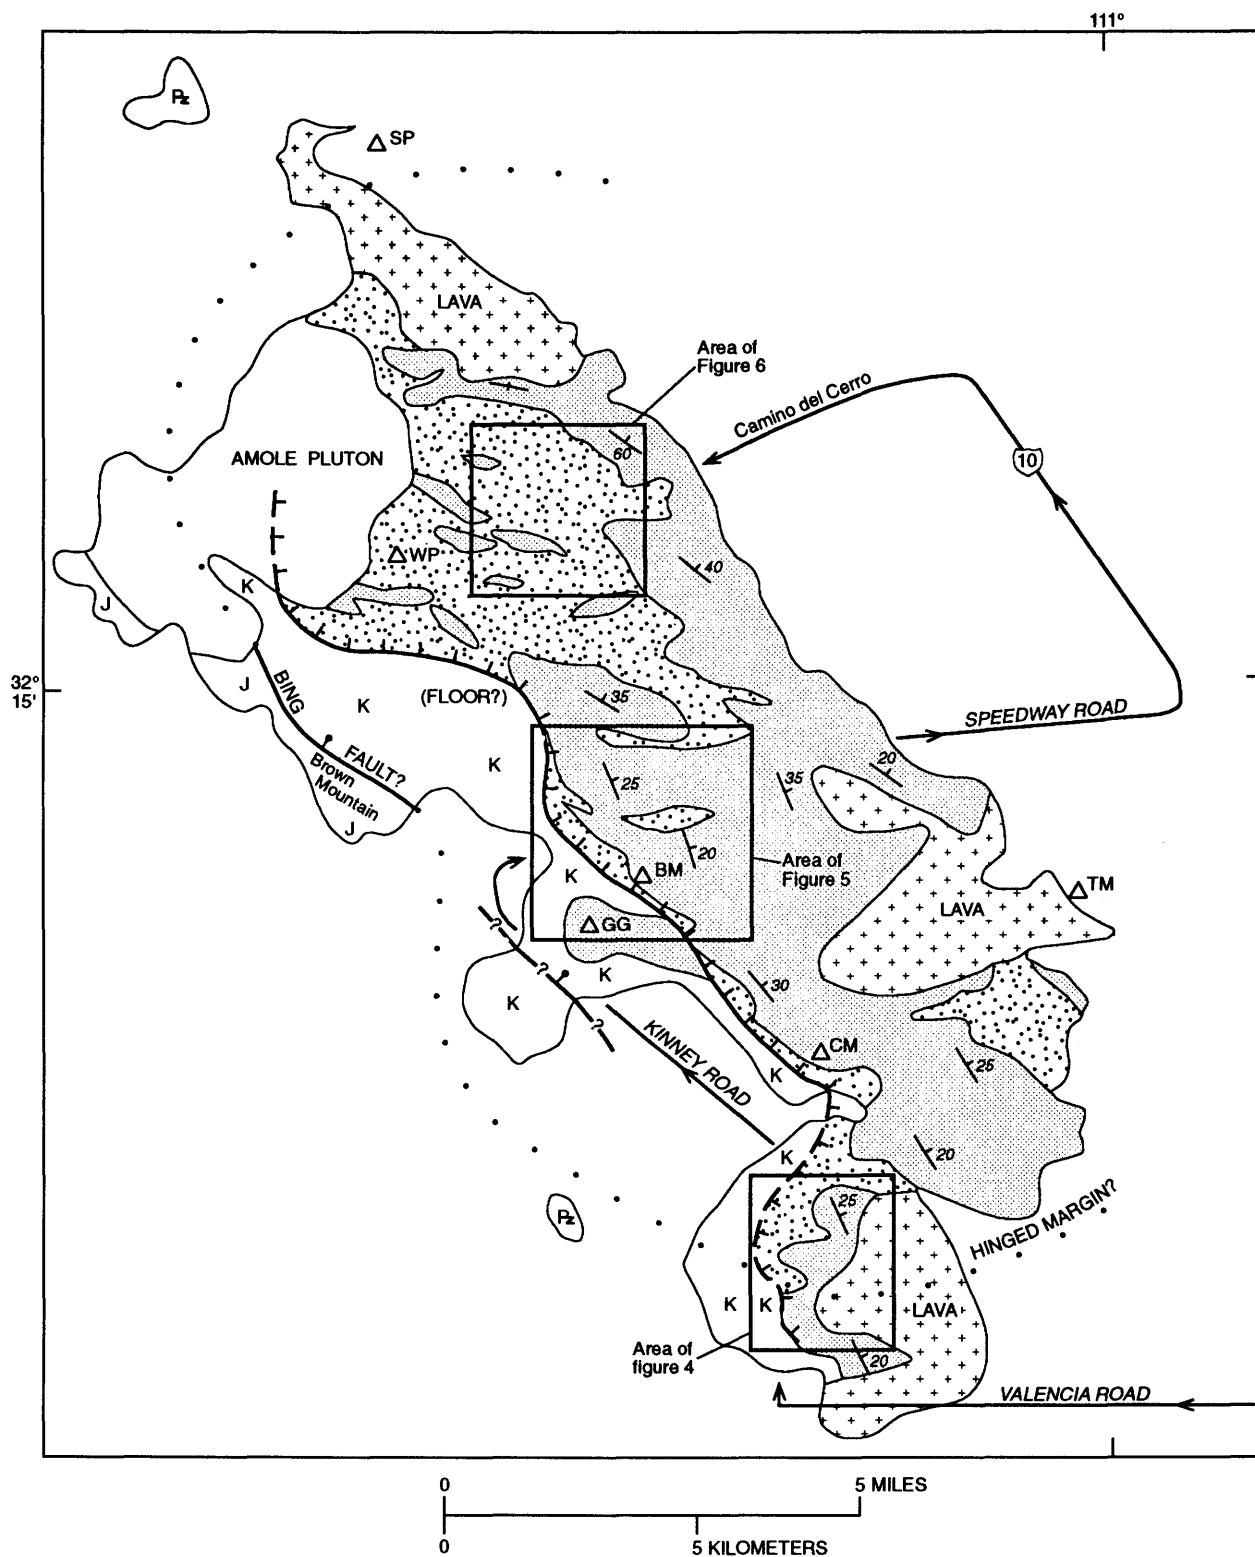 111°
Pz
SP
LAVA
Area of
Figure 6
Camino del Cerro
60
10
AMOLE PLUTON
WP
40
K
J
32°
15'
J
BING
FAULT?
K
(FLOOR?)
35
SPEEDWAY ROAD
Brown
Mountain
J
K
25
35
20
20
Area of
Figure 5
K
BM
TM
LAVA
GG
?
?
?
K
K
30
KINNEY ROAD
CM
K
25
K
20
HINGED MARGIN?
Pz
25
K
K
LAVA
Area of
figure 4
20
VALENCIA ROAD
0
5 MILES
0
5 KILOMETERS